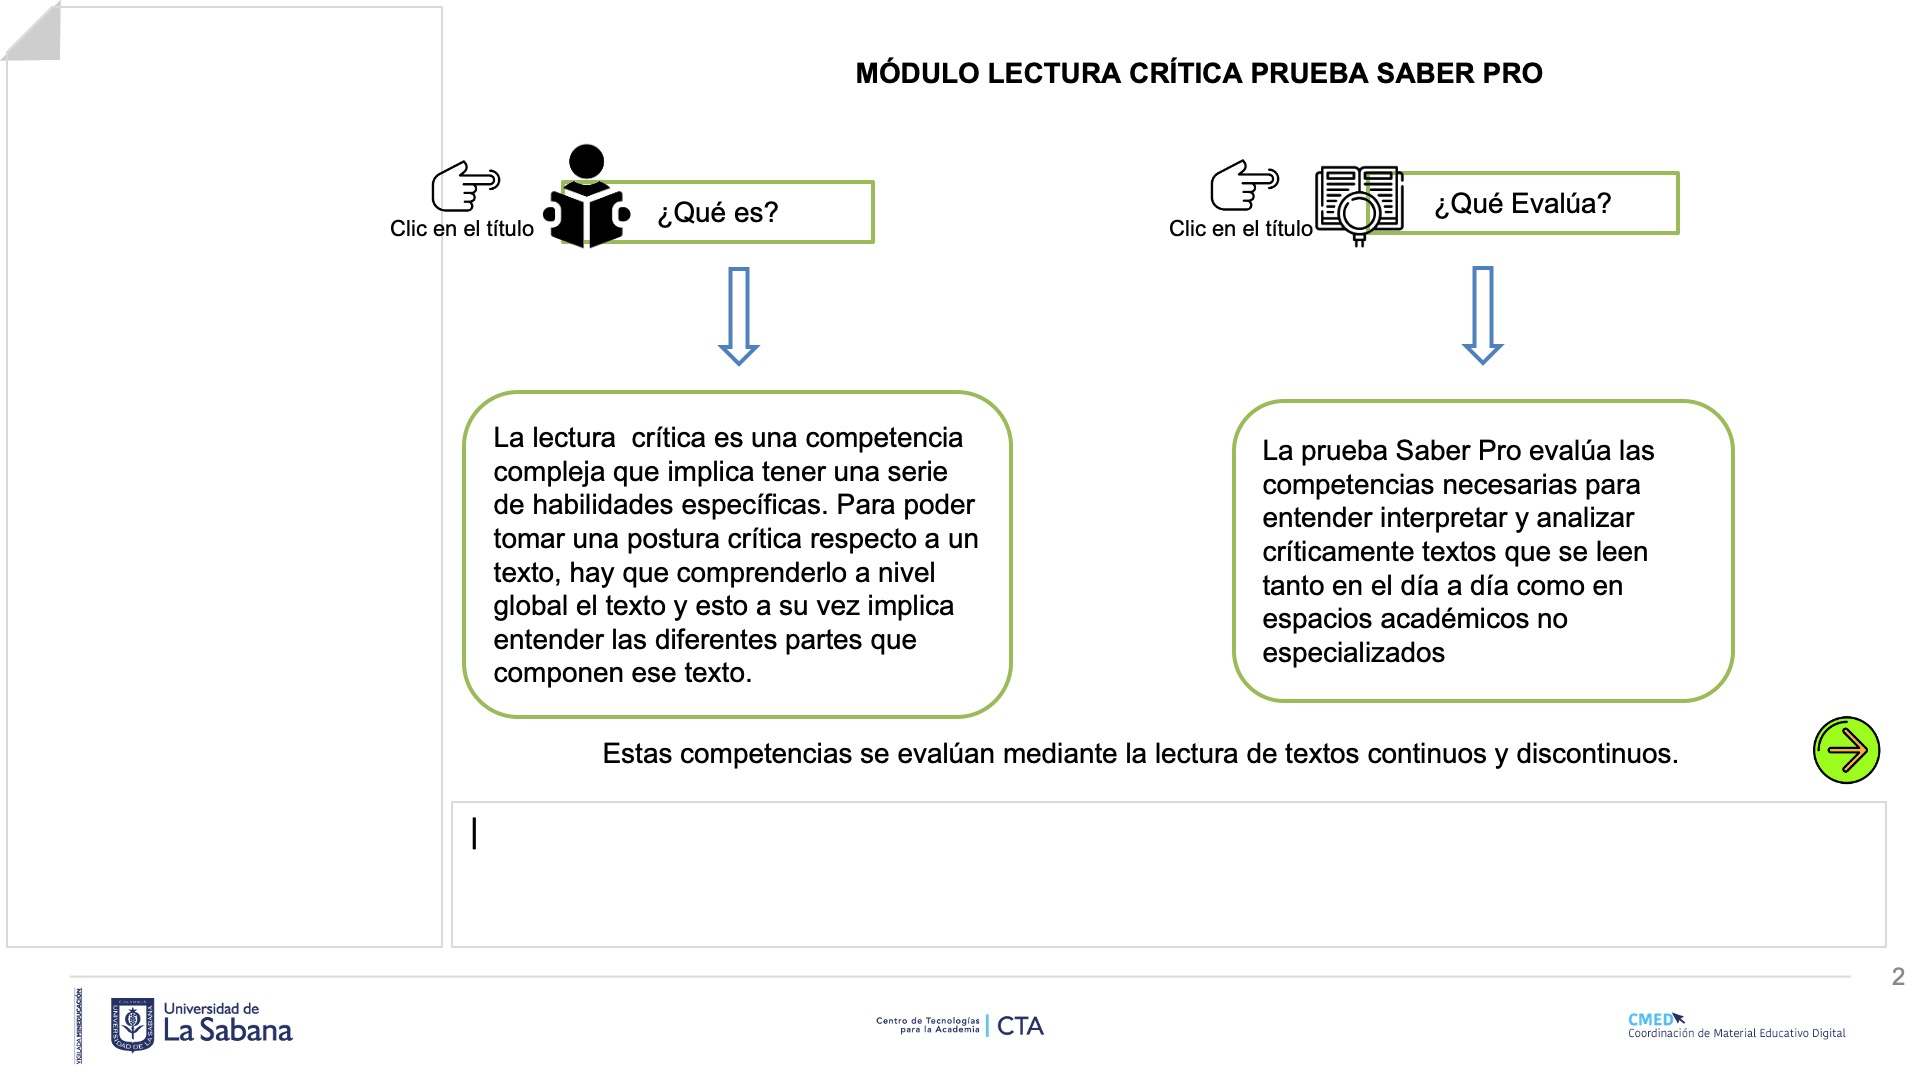 MÓDULO LECTURA CRÍTICA PRUEBA SABER PRO
Clic en el título
¿Qué es?
Clic en el título
¿Qué Evalúa?
La lectura  crítica es una competencia
compleja que implica tener una serie
de habilidades específicas. Para poder
tomar una postura crítica respecto a un
texto, hay que comprenderlo a nivel
global el texto y esto a su vez implica
entender las diferentes partes que
componen ese texto.
La prueba Saber Pro evalúa las
competencias necesarias para
entender interpretar y analizar
críticamente textos que se leen
tanto en el día a día como en
espacios académicos no
especializados
Estas competencias se evalúan mediante la lectura de textos continuos y discontinuos.
2
VIGILADA MINEDUCACIÓN
UNIVERSIDAD DE LA SABANA
Universidad de
La Sabana
Centro de Tecnologías
para la Academia
CTA
CMED
Coordinación de Material Educativo Digital